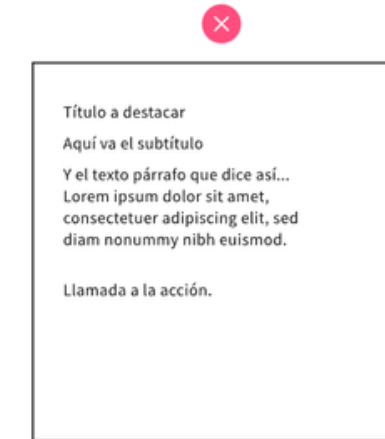 Título a destacar
Aquí va el subtítulo
Y el texto párrafo que dice así...
Lorem ipsum dolor sit amet,
consectetuer adipiscing elit, sed
diam nonummy nibh euismod.
Llamada a la acción.